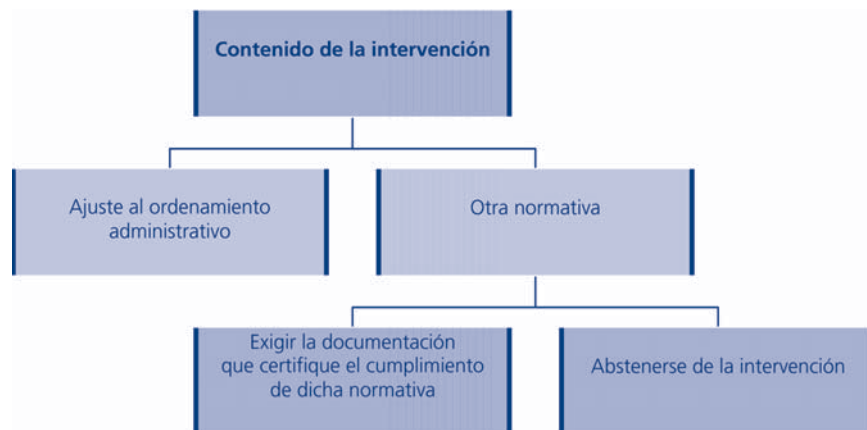 Contenido de la intervención
Ajuste al ordenamiento
administrativo
Otra normativa
Exigir la documentación
que certifique el cumplimiento
de dicha normativa
Abstenerse de la intervención